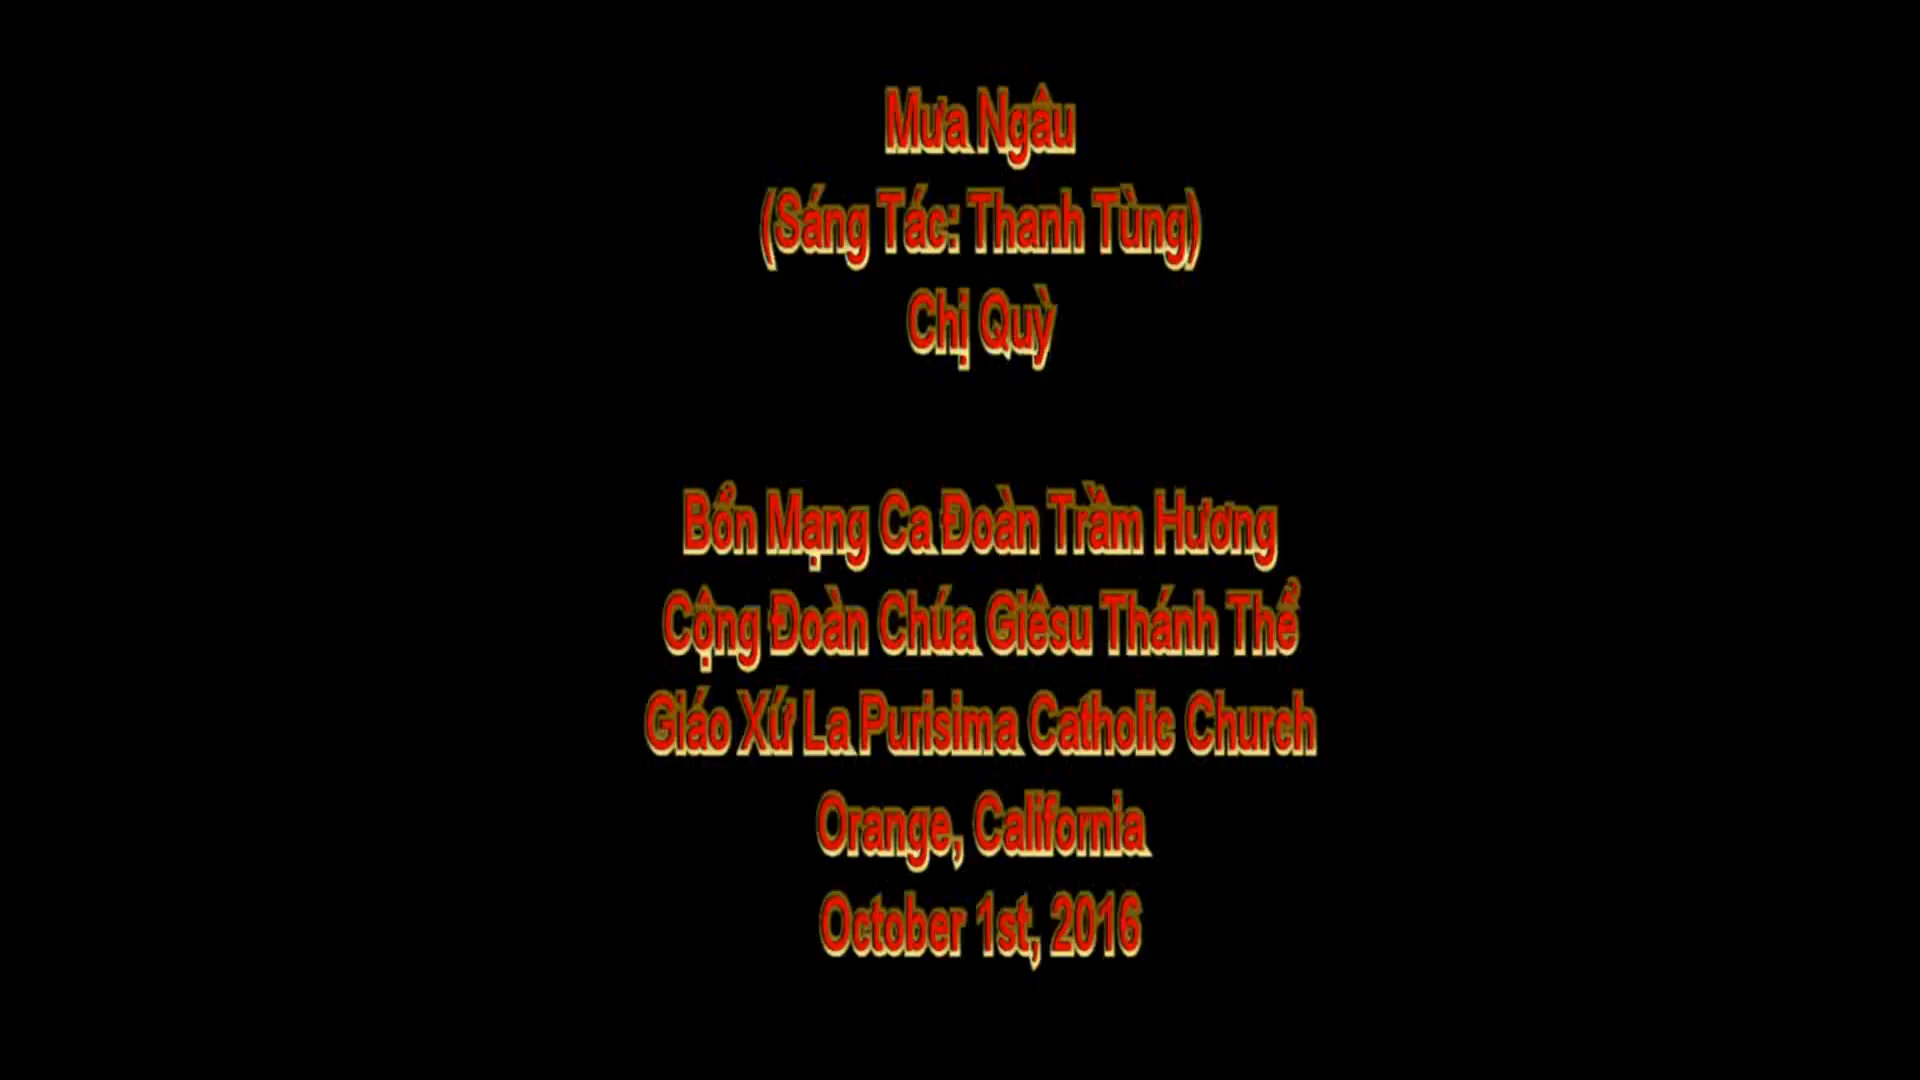 Mưa Ngâu
(Sáng Tác: Thanh Tùng)
Chị Quỳ
Bổn Mạng Ca Đoàn Trầm Hương
Cộng Đoàn Chúa Giêsu Thánh Thể
Giáo Xứ La Purisima Catholic Church
Orange, California
October 1st, 2016